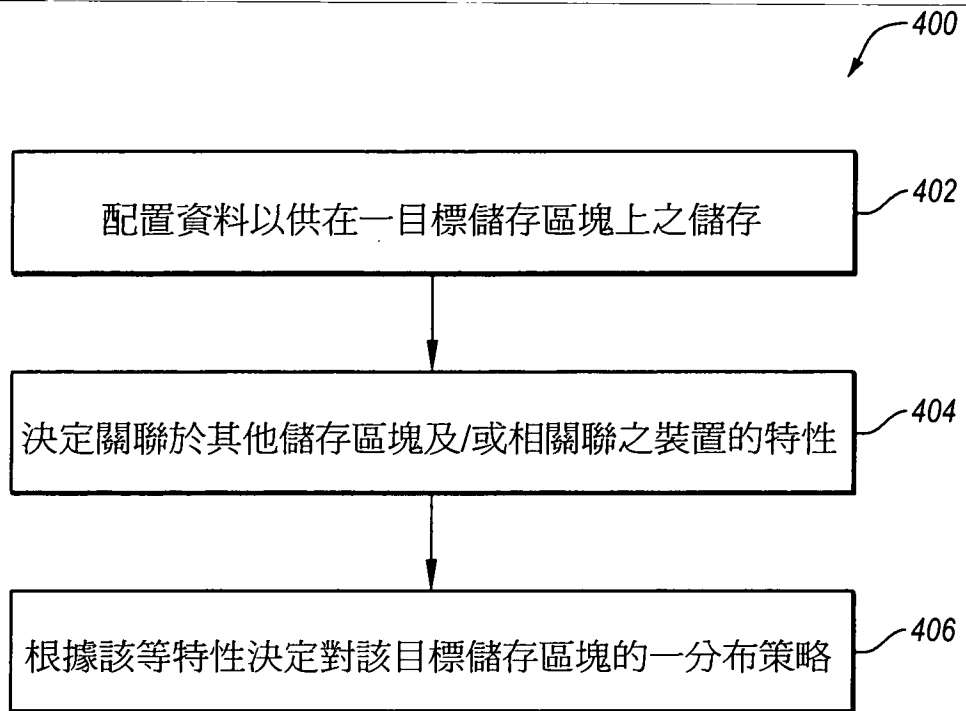 400
配置資料以供在一目標儲存區塊上之儲存
402
決定關聯於其他儲存區塊及/或相關聯之裝置的特性
404
根據該等特性決定對該目標儲存區塊的一分布策略
406